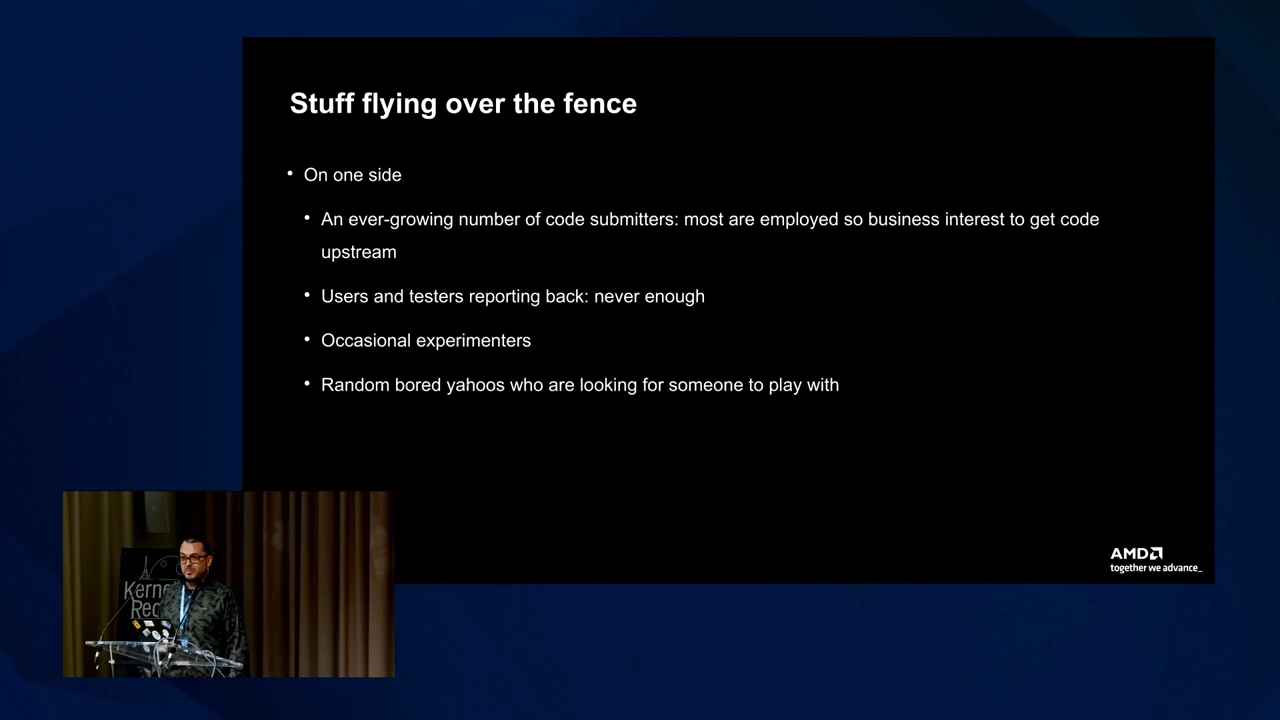 Stuff flying over the fence
• On one side
• An ever-growing number of code submitters: most are employed so business interest to get code
upstream
• Users and testers reporting back: never enough
• Occasional experimenters
• Random bored yahoos who are looking for someone to play with
AMD
together we advance_